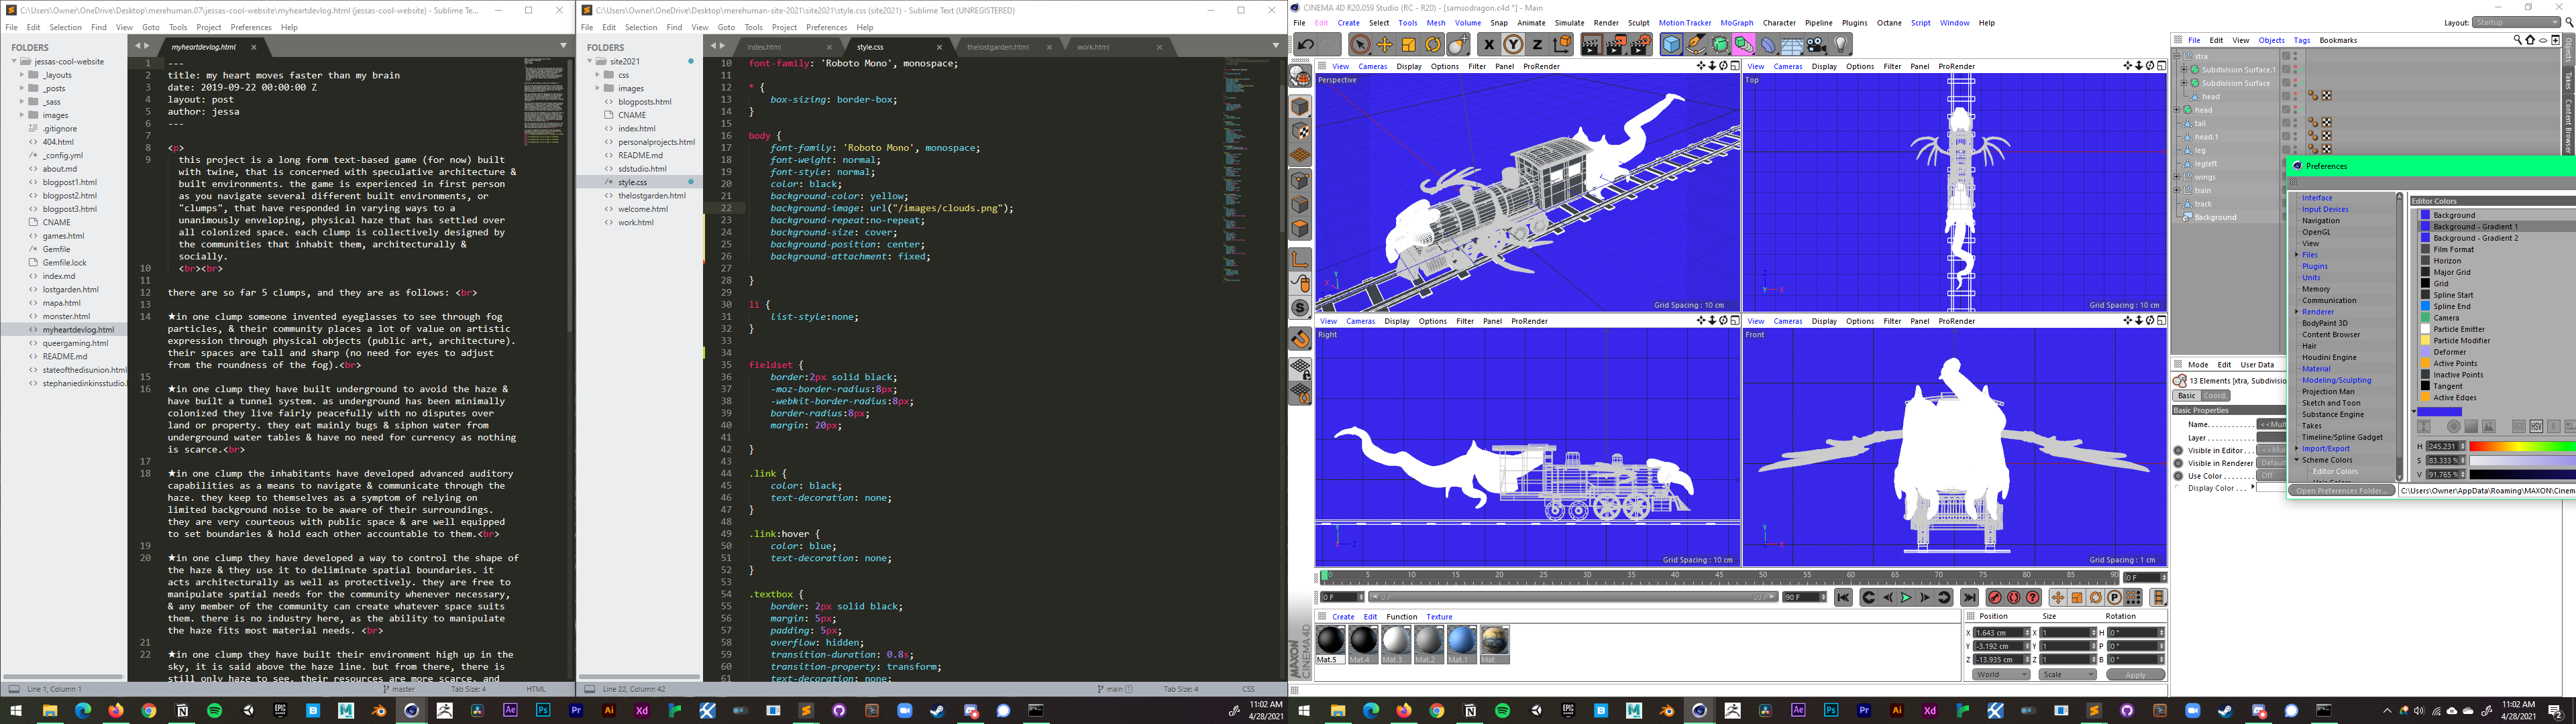 C:\Users\Owner\OneDrive\Desktop\merehuman.07\jessas-cool-website\myheartdevlog.html (jessas-cool-website) - Sublime Te...
File Edit Selection Find View Goto Tools Project Preferences Help
FOLDERS
jessas-cool-website
_layouts
_posts
_sass
images
.gitignore
404.html
_config.yml
about.md
blogpost1.html
blogpost2.html
blogpost3.html
CNAME
games.html
Gemfile
Gemfile.lock
index.md
lostgarden.html
mapa.html
monster.html
myheartdevlog.html
queergaming.html
README.md
stateofthedisunion.html
stephaniedinkinsstudio.
myheartdevlog.html
1 ---
2 title: my heart moves faster than my brain
3 date: 2019-09-22 00:00:00 Z
4 layout: post
5 author: jessa
6 ---
7
8 <p>
9 this project is a long form text-based game (for now) built
with twine, that is concerned with speculative architecture &
built environments. the game is experienced in first person
as you navigate several different built environments, or
"clumps", that have responded in varying ways to a
unanimously enveloping, physical haze that has settled over
all colonized space. each clump is collectively designed by
the communities that inhabit them, architecturally &
socially.
10 <br><br>
11
12 there are so far 5 clumps, and they are as follows: <br>
13
14 ★in one clump someone invented eyeglasses to see through fog
particles, & their community places a lot of value on artistic
expression through physical objects (public art, architecture).
their spaces are tall and sharp (no need for eyes to adjust
from the roundness of the fog).<br>
15
16 ★in one clump they have built underground to avoid the haze &
have built a tunnel system. as underground has been minimally
colonized they live fairly peacefully with no disputes over
land or property. they eat mainly bugs & siphon water from
underground water tables & have no need for currency as nothing
is scarce.<br>
17
18 ★in one clump the inhabitants have developed advanced auditory
capabilities as a means to navigate & communicate through the
haze. they keep to themselves as a symptom of relying on
limited background noise to be aware of their surroundings.
they are very courteous with public space & are well equipped
to set boundaries & hold each other accountable to them.<br>
19
20 ★in one clump they have developed a way to control the shape of
the haze & they use it to deliminate spatial boundaries. it
acts architecturally as well as protectively. they are free to
manipulate spatial needs for the community whenever necessary,
& any member of the community can create whatever space suits
them. there is no industry here, as the ability to manipulate
the haze fits most material needs. <br>
21
22 ★in one clump they have built their environment high up in the
sky, it is said above the haze line. but from there, there is
still only haze to see. their resources are more scarce, and
Line 1, Column 1
master
Tab Size: 4
HTML
C:\Users\Owner\OneDrive\Desktop\merehuman-site-2021\site2021\style.css (site2021) - Sublime Text (UNREGISTERED)
File Edit Selection Find View Goto Tools Project Preferences Help
FOLDERS
site2021
css
images
blogposts.html
CNAME
index.html
personalprojects.html
README.md
sdstudio.html
style.css
thelostgarden.html
welcome.html
work.html
index.html
style.css
thelostgarden.html
work.html
10 font-family: 'Roboto Mono', monospace;
11
12 * {
13 box-sizing: border-box;
14 }
15
16 body {
17 font-family: 'Roboto Mono', monospace;
18 font-weight: normal;
19 font-style: normal;
20 color: black;
21 background-color: yellow;
22 background-image: url("/images/clouds.png");
23 background-repeat:no-repeat;
24 background-size: cover;
25 background-position: center;
26 background-attachment: fixed;
27
28 }
29
30 li {
31 list-style:none;
32 }
33
34
35 fieldset {
36 border:2px solid black;
37 -moz-border-radius:8px;
38 -webkit-border-radius:8px;
39 border-radius:8px;
40 margin: 20px;
41
42 }
43
44 .link {
45 color: black;
46 text-decoration: none;
47 }
48
49 .link:hover {
50 color: blue;
51 text-decoration: none;
52 }
53
54 .textbox {
55 border: 2px solid black;
56 margin: 5px;
57 padding: 5px;
58 overflow: hidden;
59 transition-duration: 0.8s;
60 transition-property: transform;
61 text-decoration: none;
Line 22, Column 42
main
Tab Size: 4
CSS
11:02 AM
4/28/2021
CINEMA 4D R20.059 Studio (RC - R20) - [samsodragon.c4d *] - Main
File Edit Create Select Tools Mesh Volume Snap Animate Simulate Render Sculpt Motion Tracker MoGraph Character Pipeline Plugins Octane Script Window Help
Layout: Startup
X Y Z
View Cameras Display Options Filter Panel ProRender
Perspective
Grid Spacing : 10 cm
View Cameras Display Options Filter Panel ProRender
Top
Grid Spacing : 10 cm
View Cameras Display Options Filter Panel ProRender
Right
Grid Spacing : 10 cm
View Cameras Display Options Filter Panel ProRender
Front
Grid Spacing : 1 cm
0 5 10 15 20 25 30 35 40 45 50 55 60 65 70 75 80 85 90
0 F
0 F
90 F
Create Edit Function Texture
Mat.5 Mat.4 Mat.3 Mat.2 Mat.1 Mat
MAXON CINEMA 4D
Position Size Rotation
X 1.643 cm X 1 H 0 °
Y -3.192 cm Y 1 P 0 °
Z -13.935 cm Z 1 B 0 °
World
Scale
Apply
File Edit View Objects Tags Bookmarks
xtra
Subdivision Surface.1
Subdivision Surface
head
head
tail
head.1
leg
legleft
wings
train
track
Background
Objects
Takes
Content Browser
Mode Edit User Data
13 Elements [xtra, Subdivisio
Basic Coord.
Basic Properties
Name
Layer
Visible in Editor
Visible in Renderer
Use Color
Display Color
Preferences
Interface
Input Devices
Navigation
OpenGL
View
Files
Plugins
Units
Memory
Communication
Renderer
BodyPaint 3D
Content Browser
Hair
Houdini Engine
Material
Modeling/Sculpting
Projection Man
Sketch and Toon
Substance Engine
Takes
Timeline/Spline Gadget
Import/Export
Scheme Colors
Editor Colors
Editor Colors
Background
Background - Gradient 1
Background - Gradient 2
Film Format
Horizon
Major Grid
Grid
Spline Start
Spline End
Camera
Particle Emitter
Particle Modifier
Deformer
Active Points
Inactive Points
Tangent
Active Edges
H 245.231
S 83.333 %
V 91.765 %
Open Preferences Folder...
C:\Users\Owner\AppData\Roaming\MAXON\Cinem
11:02 AM
4/28/2021